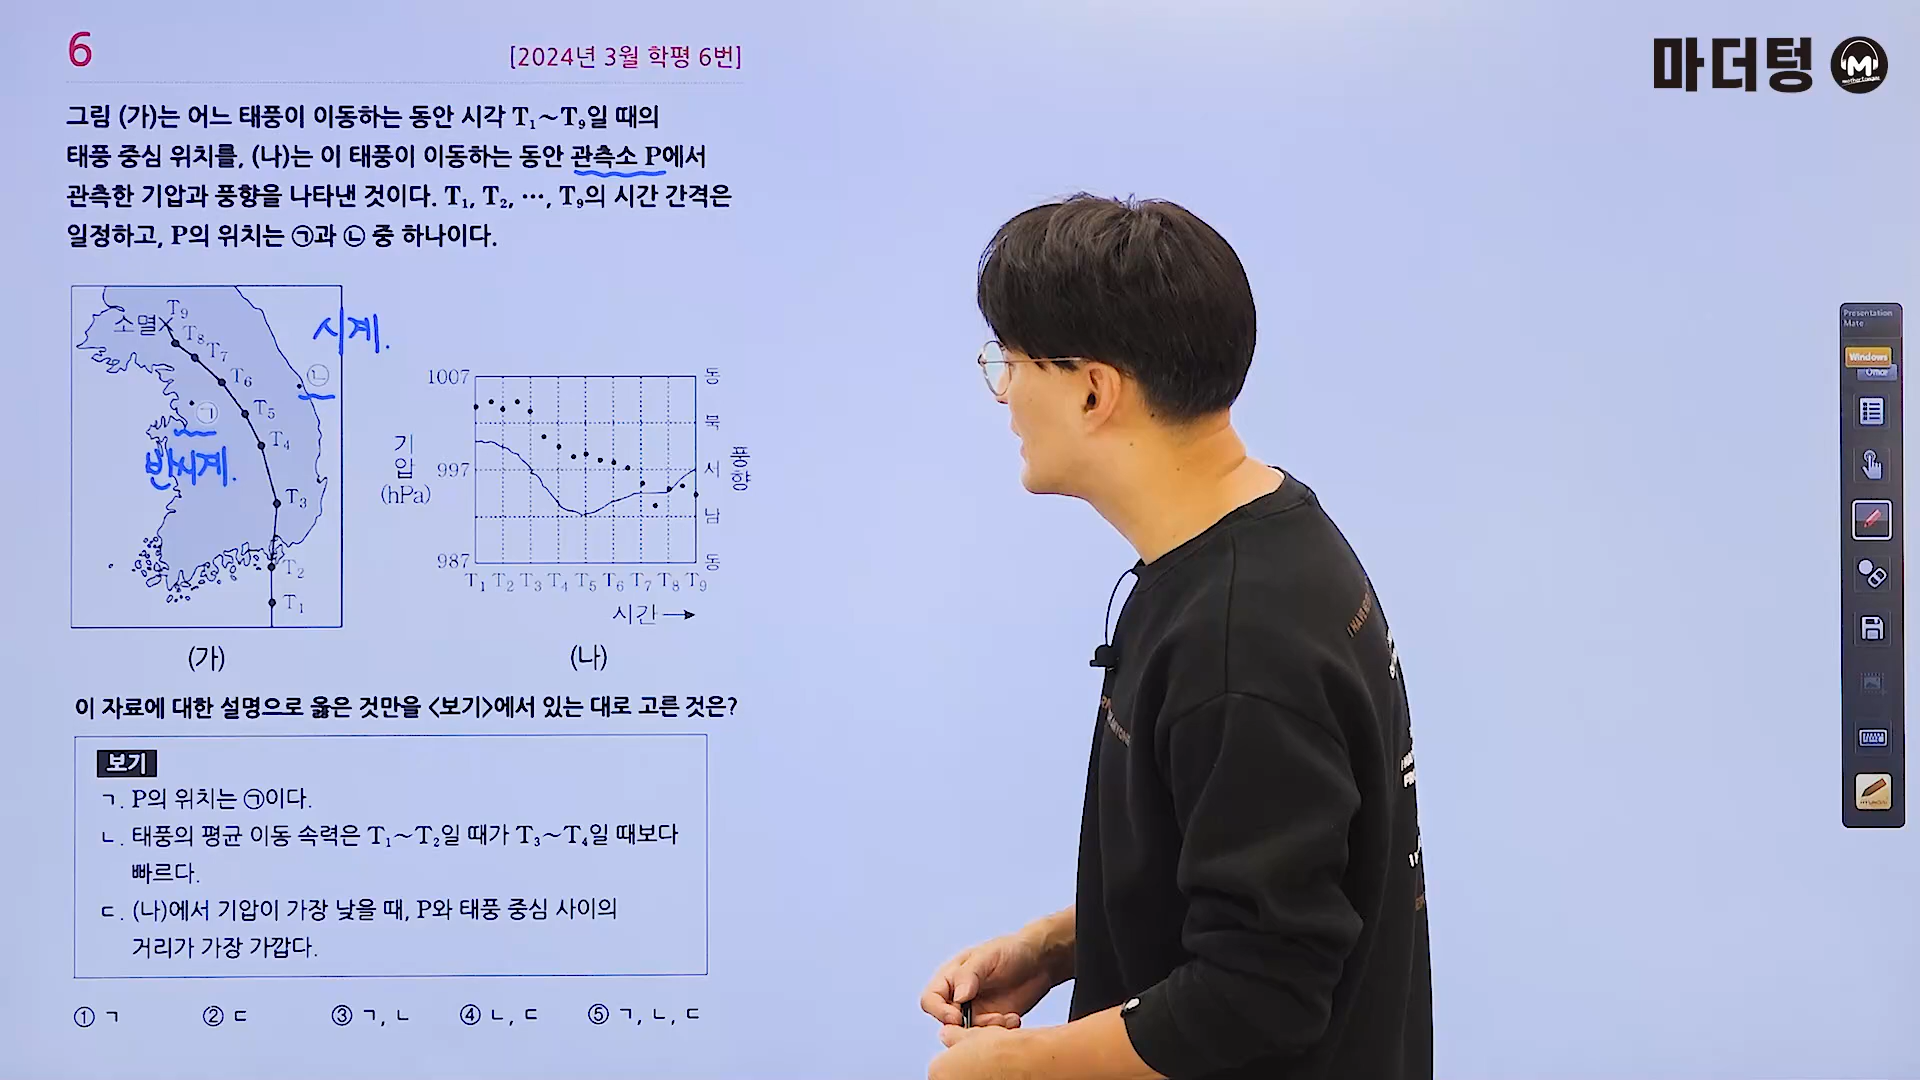 6
[2024년 3월 학평 6번]
마더텅
그림 (가)는 어느 태풍이 이동하는 동안 시각 T₁~T₉일 때의
태풍 중심 위치를, (나)는 이 태풍이 이동하는 동안 관측소 P에서
관측한 기압과 풍향을 나타낸 것이다. T₁, T₂, …, T₉의 시간 간격은
일정하고, P의 위치는 ㉠과 ㉡ 중 하나이다.
T₉
소멸
T₈
T₇
T₆
T₅
T₄
T₃
T₂
T₁
㉠
㉡
시계.
반시계.
(가)
1007
997
987
기압
(hPa)
동
북
서
남
동
풍향
T₁ T₂ T₃ T₄ T₅ T₆ T₇ T₈ T₉
시간
(나)
이 자료에 대한 설명으로 옳은 것만을 <보기>에서 있는 대로 고른 것은?
보기
ㄱ. P의 위치는 ㉠이다.
ㄴ. 태풍의 평균 이동 속력은 T₁~T₂일 때가 T₃~T₄일 때보다
빠르다.
ㄷ. (나)에서 기압이 가장 낮을 때, P와 태풍 중심 사이의
거리가 가장 가깝다.
① ㄱ ② ㄷ ③ ㄱ, ㄴ ④ ㄴ, ㄷ ⑤ ㄱ, ㄴ, ㄷ
Presentation
Mate
Windows
Office